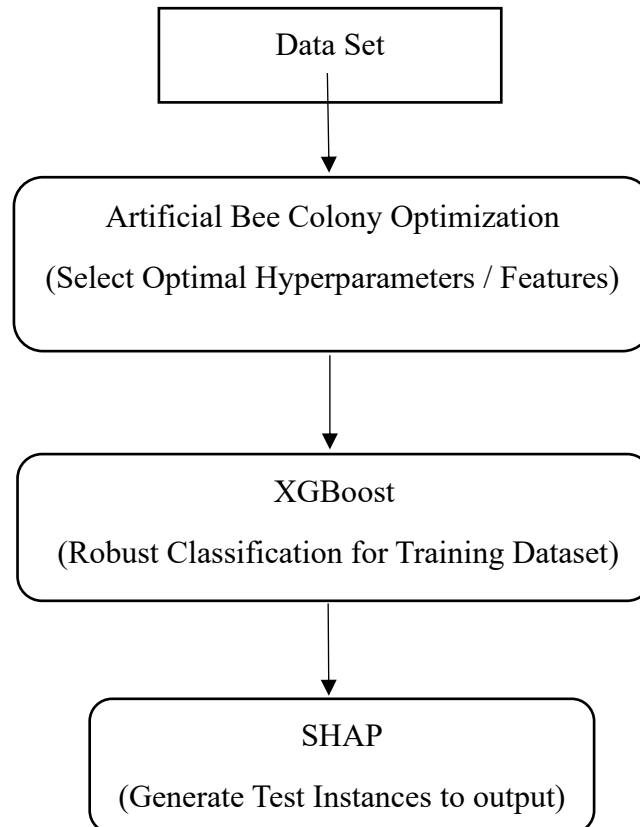 Data Set
Artificial Bee Colony Optimization
(Select Optimal Hyperparameters / Features)
XGBoost
(Robust Classification for Training Dataset)
SHAP
(Generate Test Instances to output)